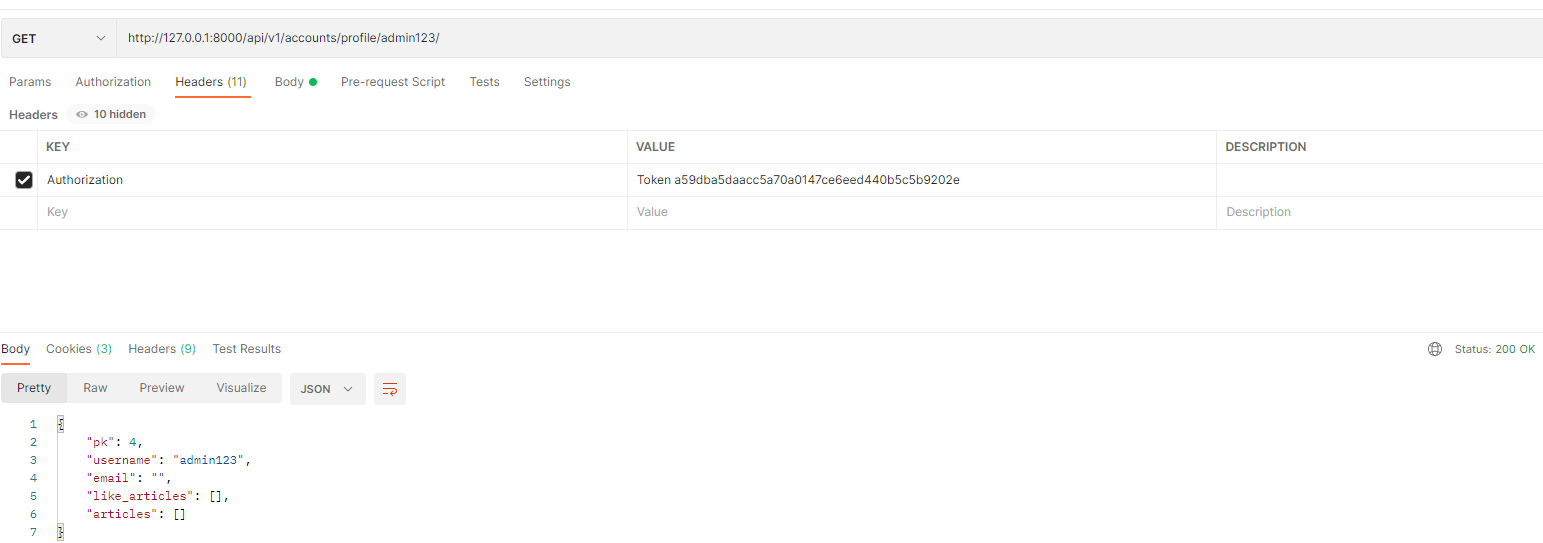 GET http://127.0.0.1:8000/api/v1/accounts/profile/admin123/
Params Authorization Headers (11) Body Pre-request Script Tests Settings
Headers 10 hidden
KEY VALUE DESCRIPTION
Authorization Token a59dba5daacc5a70a0147ce6eed440b5c5b9202e
Key Value Description
Body Cookies (3) Headers (9) Test Results Status: 200 OK
Pretty Raw Preview Visualize JSON
1 {
2 "pk": 4,
3 "username": "admin123",
4 "email": "",
5 "like_articles": [],
6 "articles": []
7 }